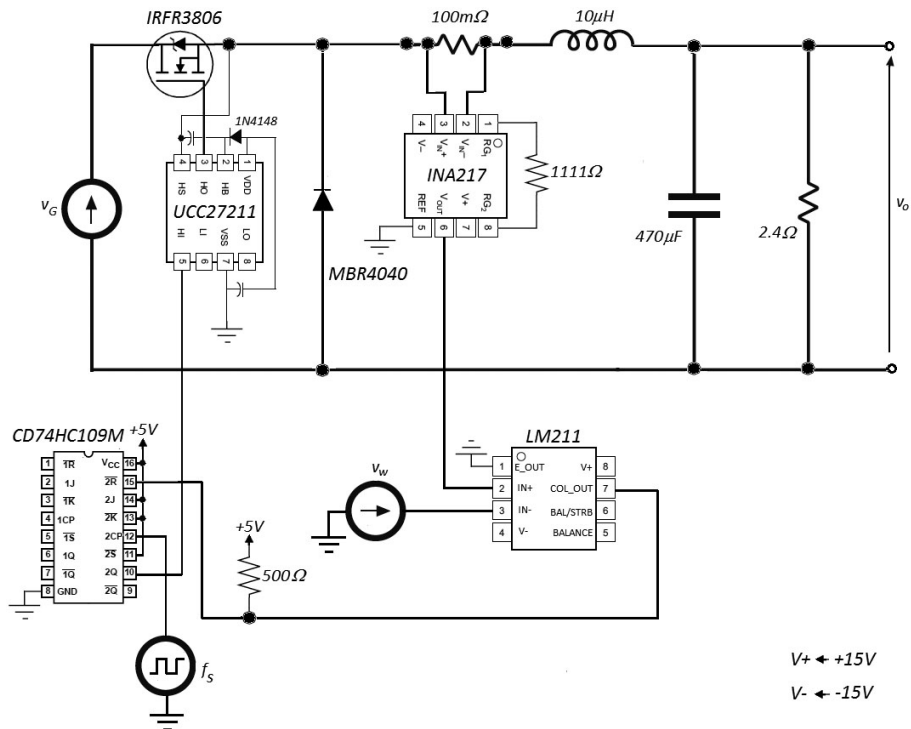 IRFR3806
100mΩ
10μH
1N4148
4 3 2 1
HS HO HB VDD
UCC27211
HI LI VSS LO
5 6 7 8
4 3 2 1
V- VIN+ VIN- RG1
INA217
REF VOUT V+ RG2
5 6 7 8
1111Ω
vG
MBR4040
470μF
2.4Ω
vo
CD74HC109M
+5V
1 1R VCC 16
2 1J 2R 15
3 1K 2J 14
4 1CP 2K 13
5 1S 2CP 12
6 1Q 2S 11
7 1Q 2Q 10
8 GND 2Q 9
fS
+5V
500Ω
vw
LM211
1 E_OUT V+ 8
2 IN+ COL_OUT 7
3 IN- BAL/STRB 6
4 V- BALANCE 5
V+ ← +15V
V- ← -15V